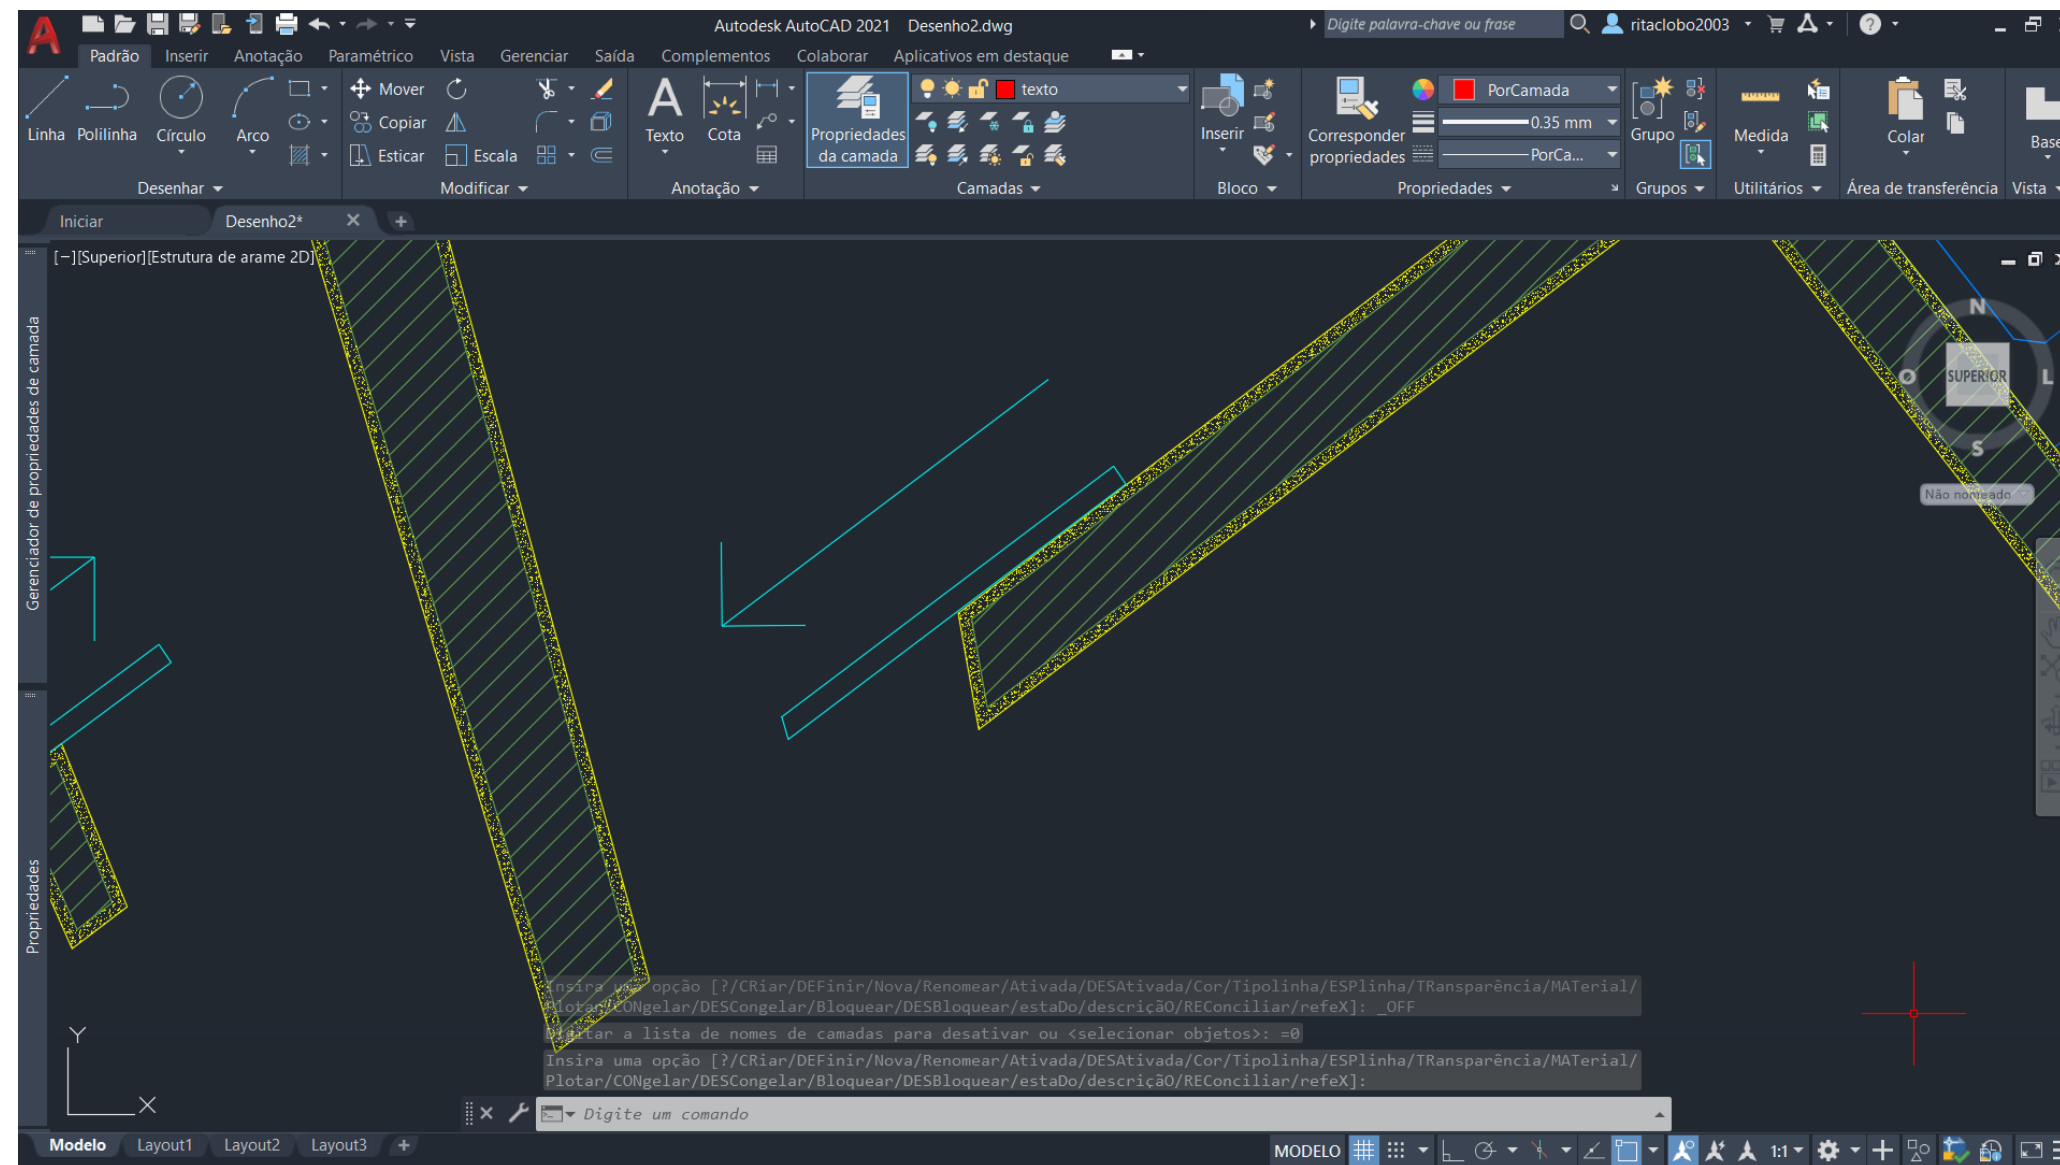 Autodesk AutoCAD 2021 Desenho2.dwg
Digite palavra-chave ou frase
ritaclobo2003
Padrão Inserir Anotação Paramétrico Vista Gerenciar Saída Complementos Colaborar Aplicativos em destaque
Linha Polilinha Círculo Arco
Mover
Copiar
Esticar Escala
Texto Cota
Propriedades
da camada
texto
Inserir
Corresponder
propriedades
PorCamada
0.35 mm
PorCa...
Grupo
Medida
Colar
Base
Desenhar Modificar Anotação Camadas Bloco Propriedades Grupos Utilitários Área de transferência Vista
Iniciar Desenho2*
[−][Superior][Estrutura de arame 2D]
Gerenciador de propriedades de camada
Propriedades
N
O SUPERIOR L
S
Não nomeado
Insira uma opção [?/CRiar/DEFinir/Nova/Renomear/Ativada/DESAtivada/Cor/Tipolinha/ESPlinha/TRansparência/MATerial/
Plotar/CONgelar/DESCongelar/Bloquear/DESBloquear/estaDo/descriçãO/REConciliar/refeX]: _OFF
Digitar a lista de nomes de camadas para desativar ou <selecionar objetos>: =0
Insira uma opção [?/CRiar/DEFinir/Nova/Renomear/Ativada/DESAtivada/Cor/Tipolinha/ESPlinha/TRansparência/MATerial/
Plotar/CONgelar/DESCongelar/Bloquear/DESBloquear/estaDo/descriçãO/REConciliar/refeX]:
Y
X
Digite um comando
Modelo Layout1 Layout2 Layout3 +
MODELO 1:1